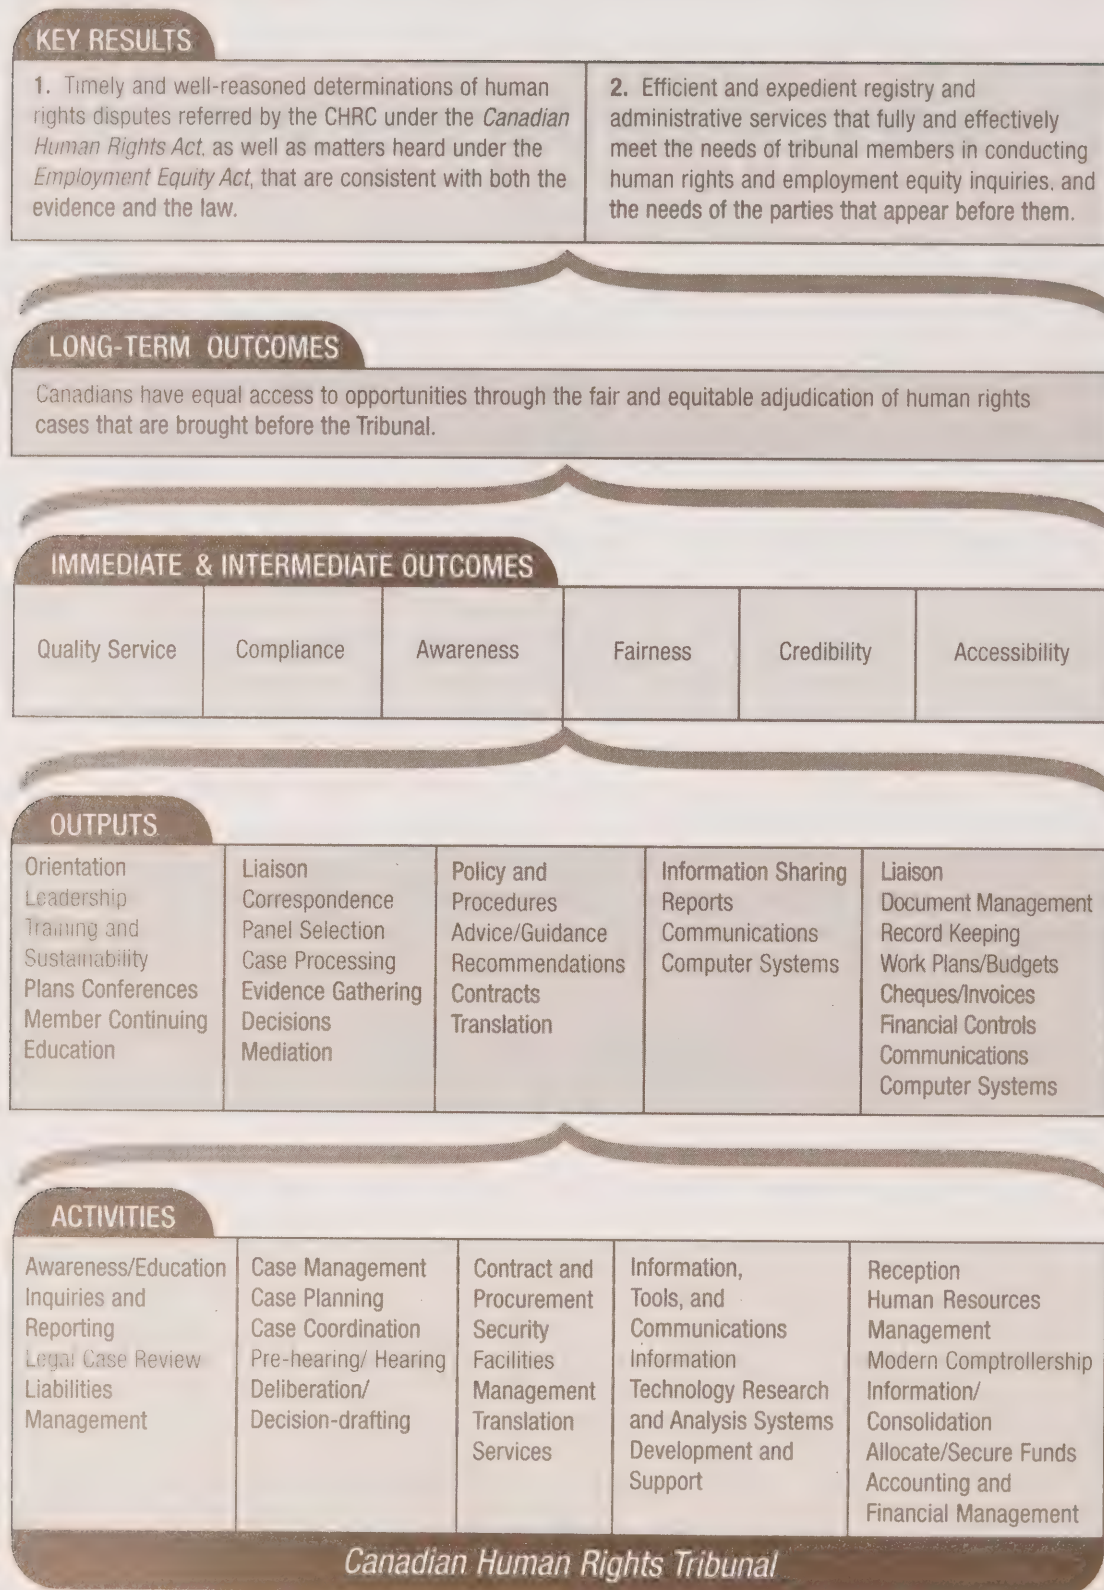 KEY RESULTS
1. Timely and well-reasoned determinations of human
rights disputes referred by the CHRC under the Canadian
Human Rights Act, as well as matters heard under the
Employment Equity Act, that are consistent with both the
evidence and the law.
2. Efficient and expedient registry and
administrative services that fully and effectively
meet the needs of tribunal members in conducting
human rights and employment equity inquiries, and
the needs of the parties that appear before them.
LONG-TERM OUTCOMES
Canadians have equal access to opportunities through the fair and equitable adjudication of human rights
cases that are brought before the Tribunal.
IMMEDIATE & INTERMEDIATE OUTCOMES
Quality Service
Compliance
Awareness
Fairness
Credibility
Accessibility
OUTPUTS
Orientation
Leadership
Training and
Sustainability
Plans Conferences
Member Continuing
Education
Liaison
Correspondence
Panel Selection
Case Processing
Evidence Gathering
Decisions
Mediation
Policy and
Procedures
Advice/Guidance
Recommendations
Contracts
Translation
Information Sharing
Reports
Communications
Computer Systems
Liaison
Document Management
Record Keeping
Work Plans/Budgets
Cheques/Invoices
Financial Controls
Communications
Computer Systems
ACTIVITIES
Awareness/Education
Inquiries and
Reporting
Legal Case Review
Liabilities
Management
Case Management
Case Planning
Case Coordination
Pre-hearing/ Hearing
Deliberation/
Decision-drafting
Contract and
Procurement
Security
Facilities
Management
Translation
Services
Information,
Tools, and
Communications
Information
Technology Research
and Analysis Systems
Development and
Support
Reception
Human Resources
Management
Modern Comptrollership
Information/
Consolidation
Allocate/Secure Funds
Accounting and
Financial Management
Canadian Human Rights Tribunal